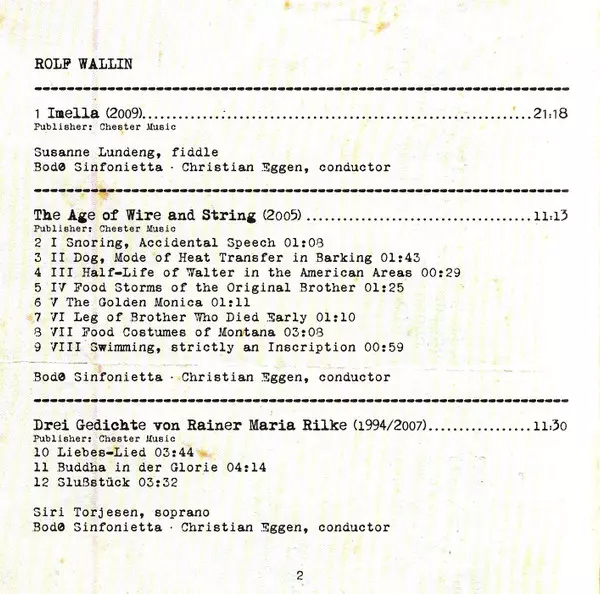 ROLF WALLIN
1 Imella (2009)........................................................21:18
Publisher: Chester Music
Susanne Lundeng, fiddle
Bodø Sinfonietta · Christian Eggen, conductor
The Age of Wire and String (2005) ................................11:13
Publisher: Chester Music
2 I Snoring, Accidental Speech 01:08
3 II Dog, Mode of Heat Transfer in Barking 01:43
4 III Half-Life of Walter in the American Areas 00:29
5 IV Food Storms of the Original Brother 01:25
6 V The Golden Monica 01:11
7 VI Leg of Brother Who Died Early 01:10
8 VII Food Costumes of Montana 03:08
9 VIII Swimming, strictly an Inscription 00:59
Bodø Sinfonietta · Christian Eggen, conductor
Drei Gedichte von Rainer Maria Rilke (1994/2007)...............11:30
Publisher: Chester Music
10 Liebes-Lied 03:44
11 Buddha in der Glorie 04:14
12 Slußstück 03:32
Siri Torjesen, soprano
Bodø Sinfonietta · Christian Eggen, conductor
2